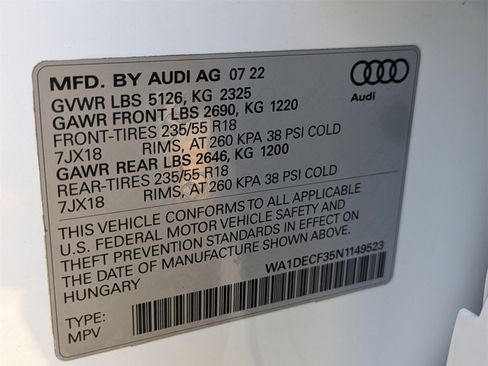 MFD. BY AUDI AG 07 22
GVWR LBS 5126, KG 2325
GAWR FRONT LBS 2690, KG 1220
FRONT-TIRES 235/55 R18
7JX18 RIMS, AT 260 KPA 38 PSI COLD
GAWR REAR LBS 2646, KG 1200
REAR-TIRES 235/55 R18
7JX18 RIMS, AT 260 KPA 38 PSI COLD
THIS VEHICLE CONFORMS TO ALL APPLICABLE
U.S. FEDERAL MOTOR VEHICLE SAFETY AND
THEFT PREVENTION STANDARDS IN EFFECT ON
THE DATE OF MANUFACTURE SHOWN ABOVE.
HUNGARY
WA1DECF35N1149523
TYPE:
MPV
Audi